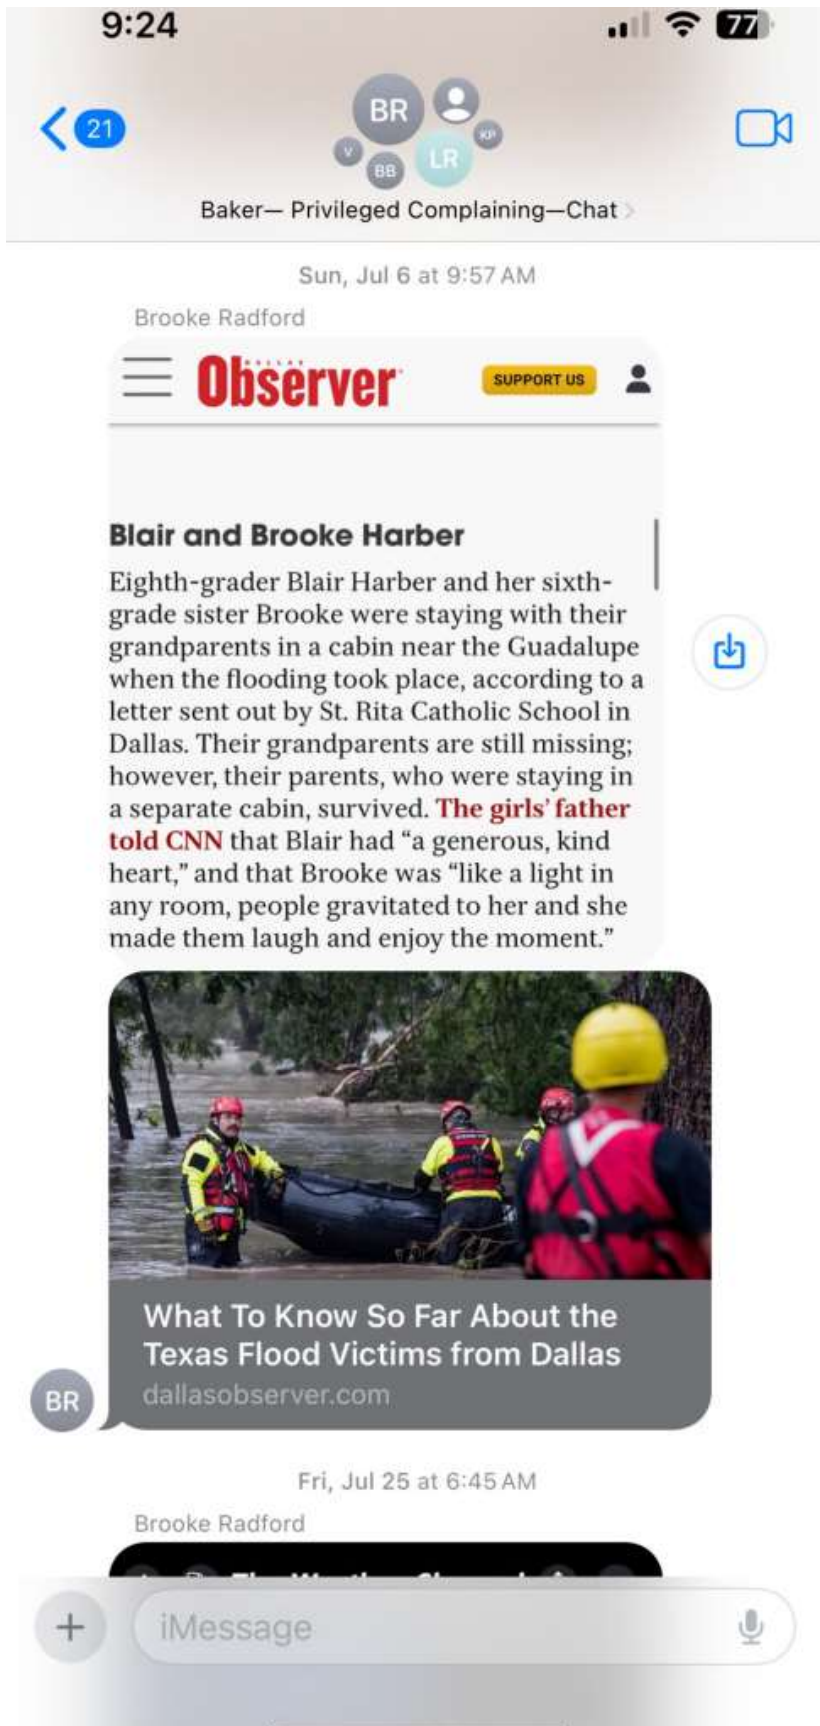 9:24
77
21
BR
V
BB
LR
KP
Baker— Privileged Complaining—Chat
Sun, Jul 6 at 9:57 AM
Brooke Radford
DALLAS
Observer
SUPPORT US
Blair and Brooke Harber
Eighth-grader Blair Harber and her sixth-
grade sister Brooke were staying with their
grandparents in a cabin near the Guadalupe
when the flooding took place, according to a
letter sent out by St. Rita Catholic School in
Dallas. Their grandparents are still missing;
however, their parents, who were staying in
a separate cabin, survived. The girls’ father
told CNN that Blair had “a generous, kind
heart,” and that Brooke was “like a light in
any room, people gravitated to her and she
made them laugh and enjoy the moment.”
What To Know So Far About the
Texas Flood Victims from Dallas
dallasobserver.com
BR
Fri, Jul 25 at 6:45 AM
Brooke Radford
iMessage